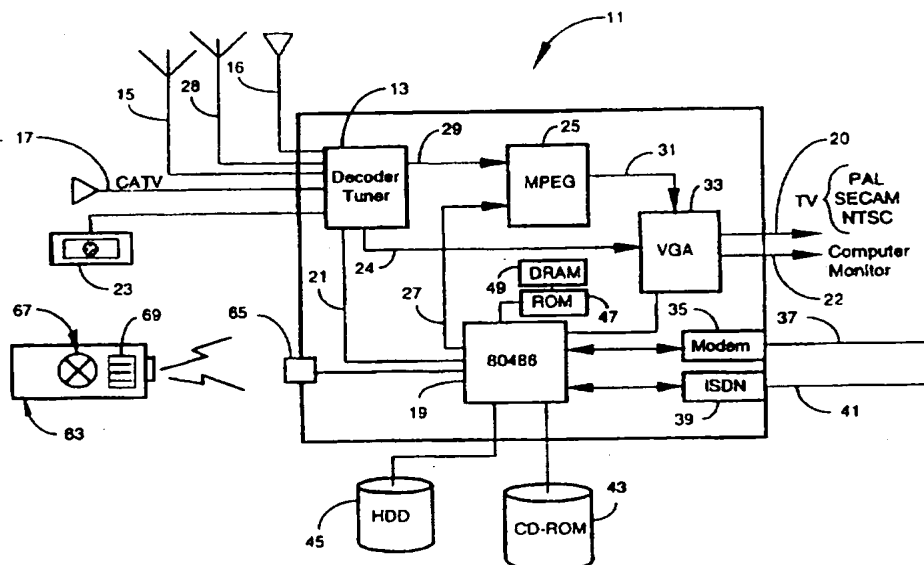 11
28
16
15
13
29
25
31
20
17
CATV
Decoder
Tuner
MPEG
33
TV
PAL
SECAM
NTSC
VGA
Computer
Monitor
23
21
24
27
49
DRAM
ROM
47
35
22
37
67
69
65
80486
Modem
ISDN
63
19
39
41
45
HDD
CD-ROM
43